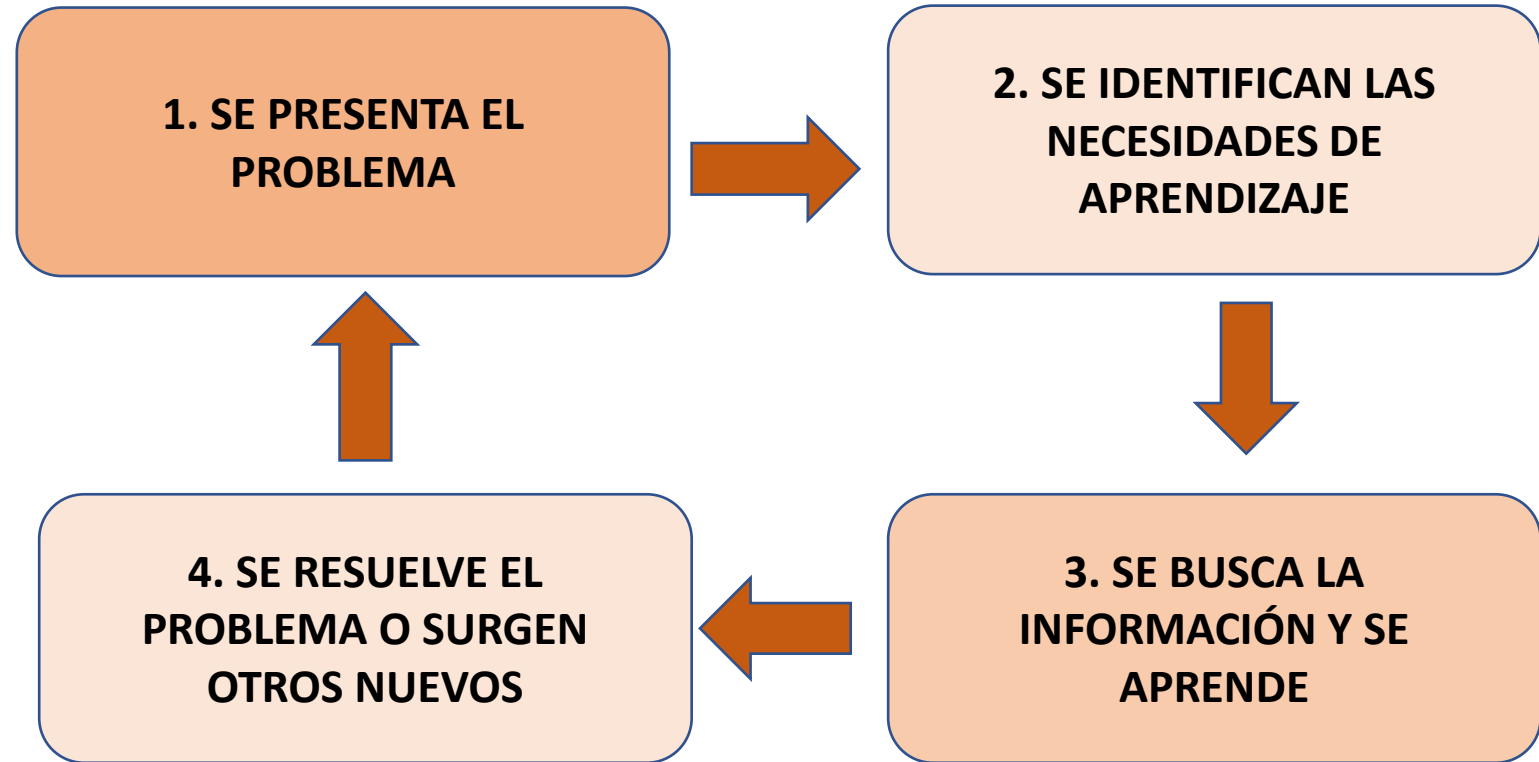 1. SE PRESENTA EL
PROBLEMA
2. SE IDENTIFICAN LAS
NECESIDADES DE
APRENDIZAJE
3. SE BUSCA LA
INFORMACIÓN Y SE
APRENDE
4. SE RESUELVE EL
PROBLEMA O SURGEN
OTROS NUEVOS